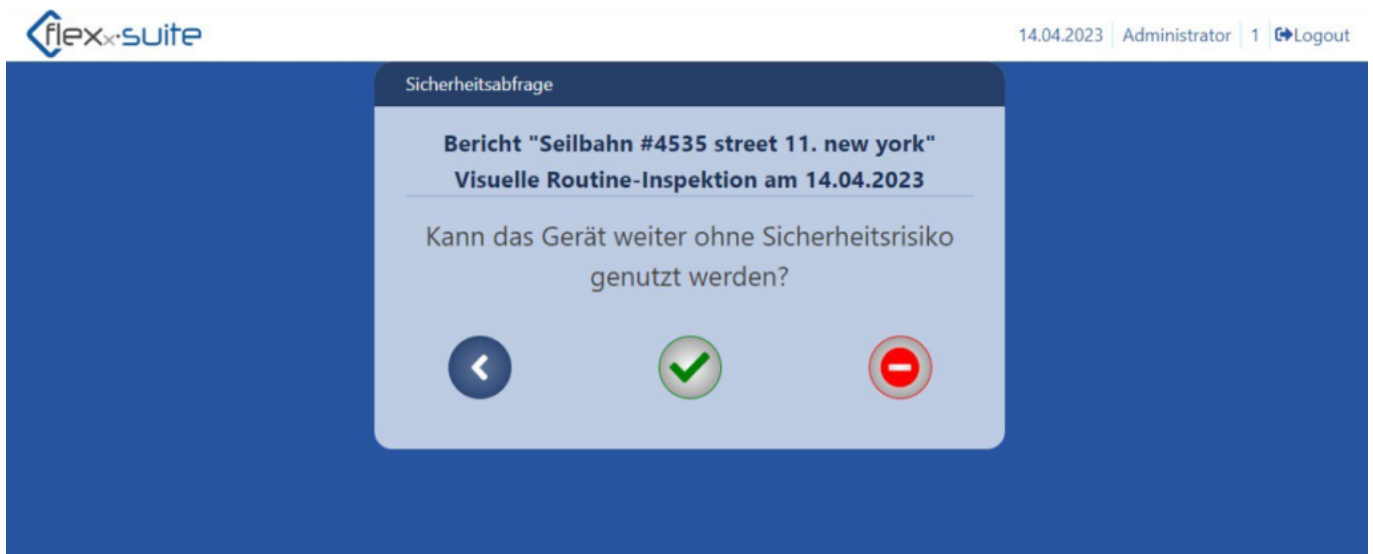 flexx·suite
14.04.2023 Administrator 1 Logout
Sicherheitsabfrage
Bericht "Seilbahn #4535 street 11. new york"
Visuelle Routine-Inspektion am 14.04.2023
Kann das Gerät weiter ohne Sicherheitsrisiko
genutzt werden?